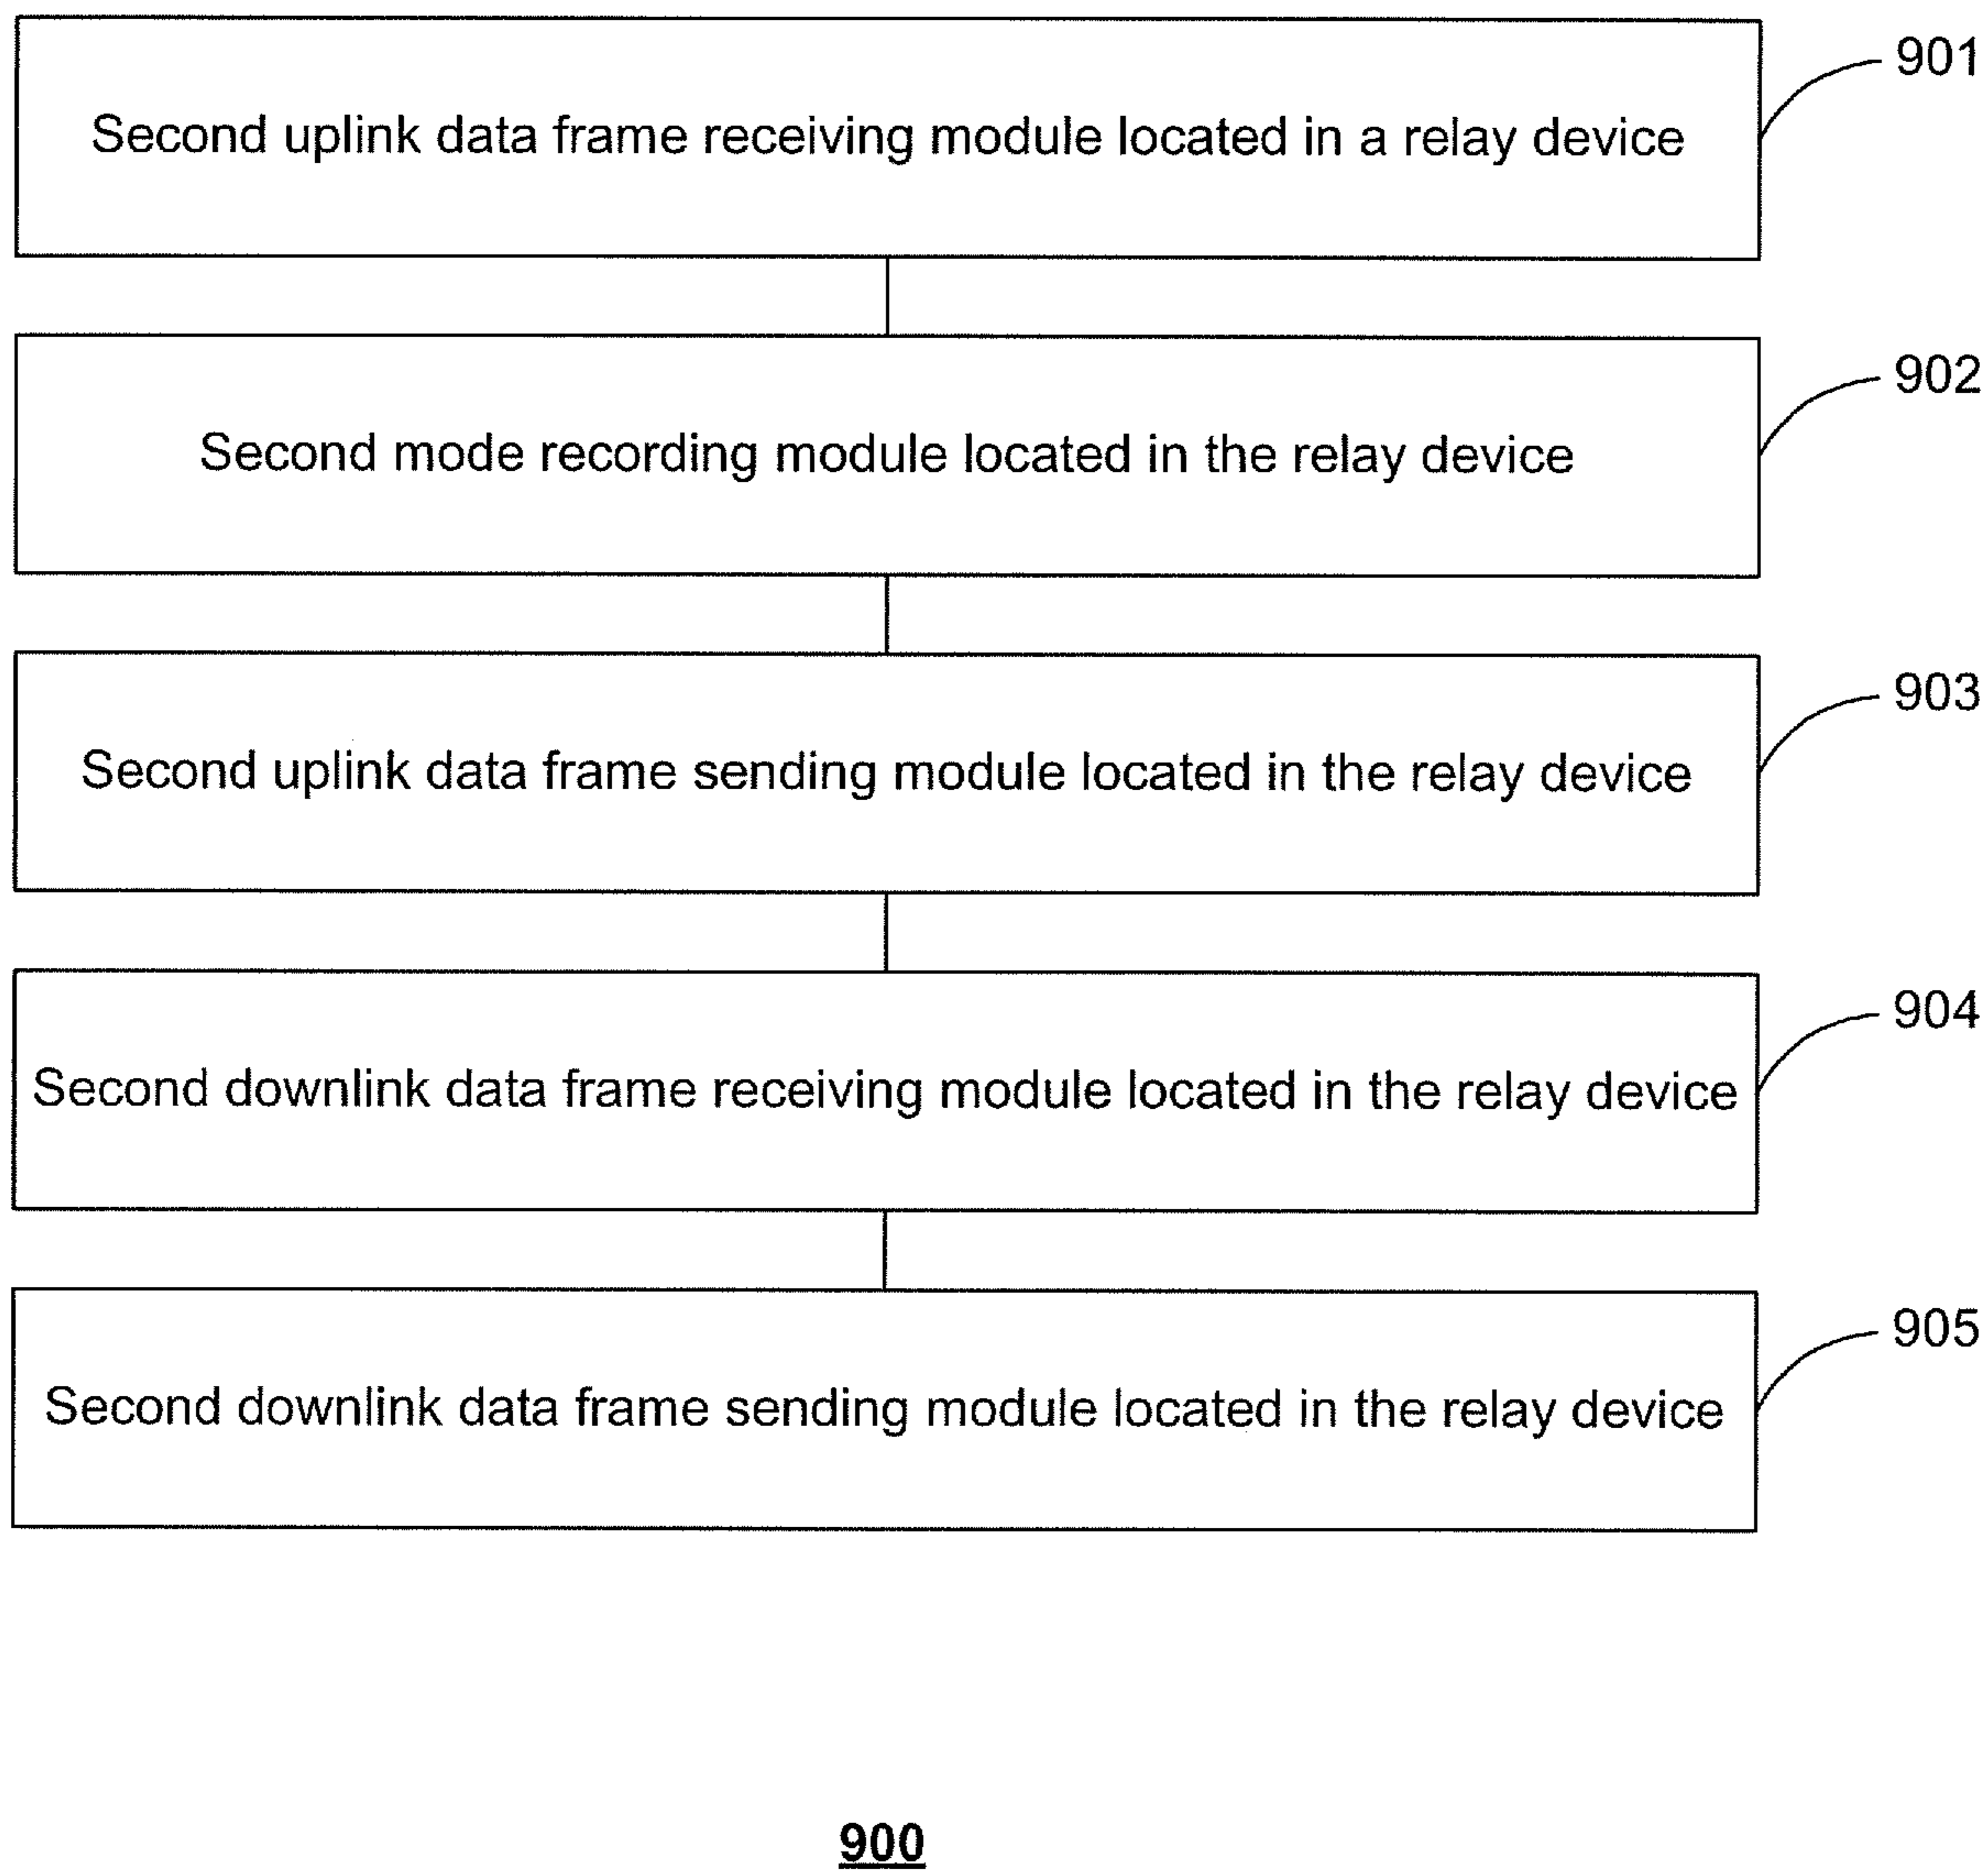 901
Second uplink data frame receiving module located in a relay device
902
Second mode recording module located in the relay device
903
Second uplink data frame sending module located in the relay device
904
Second downlink data frame receiving module located in the relay device
905
Second downlink data frame sending module located in the relay device
900